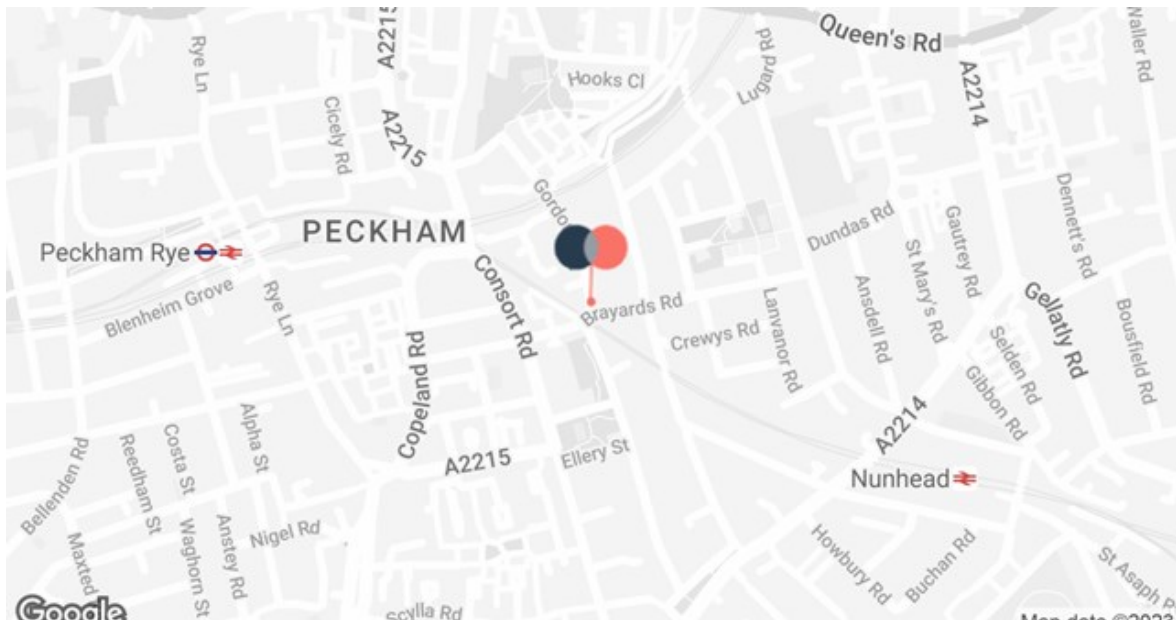 Queen's Rd
Waller Rd
A2215
Rye Ln
Hooks Cl
Lugard Rd
A2214
Cicely Rd
A2215
Dennett's Rd
PECKHAM
Peckham Rye
Dundas Rd
Gautrey Rd
St Mary's Rd
Consort Rd
Blenheim Grove
Rye Ln
Brayards Rd
Crewys Rd
Lanvanor Rd
Ansdell Rd
Gellatly Rd
Bousfield Rd
Selden Rd
Gibbon Rd
Copeland Rd
A2214
Alpha St
Costa St
Reedham St
Bellenden Rd
A2215
Ellery St
Nunhead
Nigel Rd
Anstey Rd
Waghorn St
Maxted
Howbury Rd
Buchan Rd
St Asaph R
Scylla Rd
Google
Map data ©2023